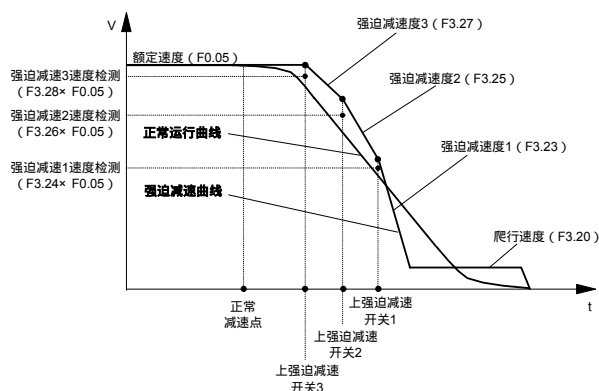 V
强迫减速度3（F3.27）
额定速度（F0.05）
强迫减速3速度检测
（F3.28×F0.05）
强迫减速度2（F3.25）
强迫减速2速度检测
（F3.26×F0.05）
正常运行曲线
强迫减速度1（F3.23）
强迫减速1速度检测
（F3.24×F0.05）
强迫减速曲线
爬行速度（F3.20）
正常
减速点
上强迫减速
开关1
t
上强迫减速
开关2
上强迫减速
开关3